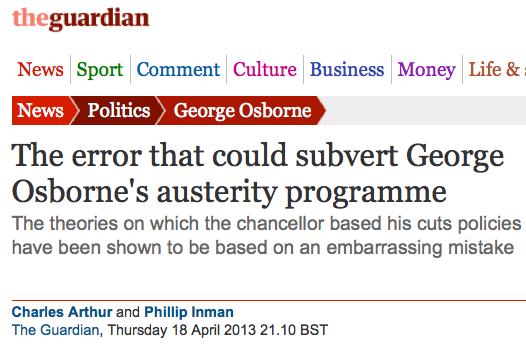 theguardian
News Sport Comment Culture Business Money Life &
News Politics George Osborne
The error that could subvert George
Osborne's austerity programme
The theories on which the chancellor based his cuts policies
have been shown to be based on an embarrassing mistake
Charles Arthur and Phillip Inman
The Guardian, Thursday 18 April 2013 21.10 BST